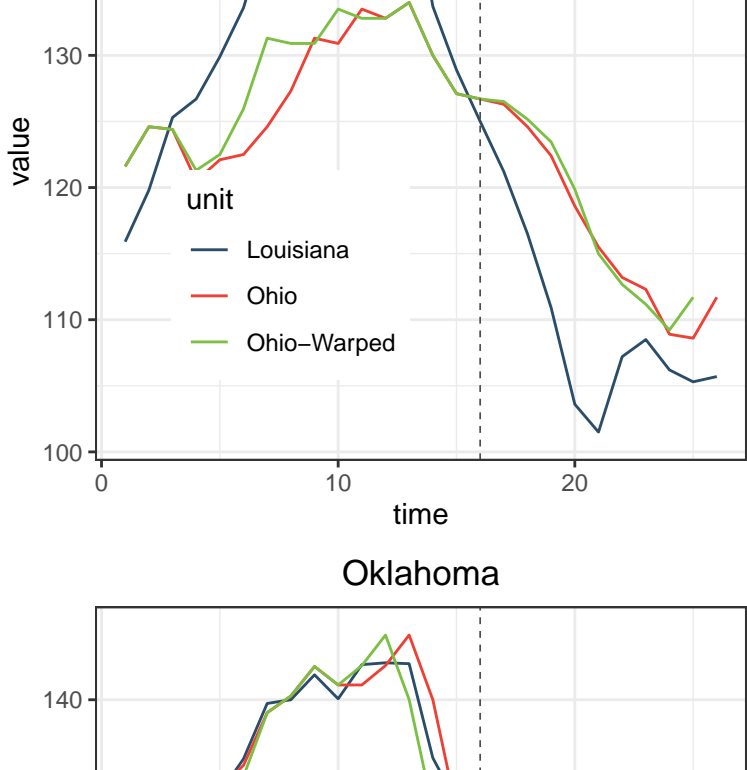 130
value
120
unit
Louisiana
Ohio
110
Ohio−Warped
100
0 10 20
time
Oklahoma
140